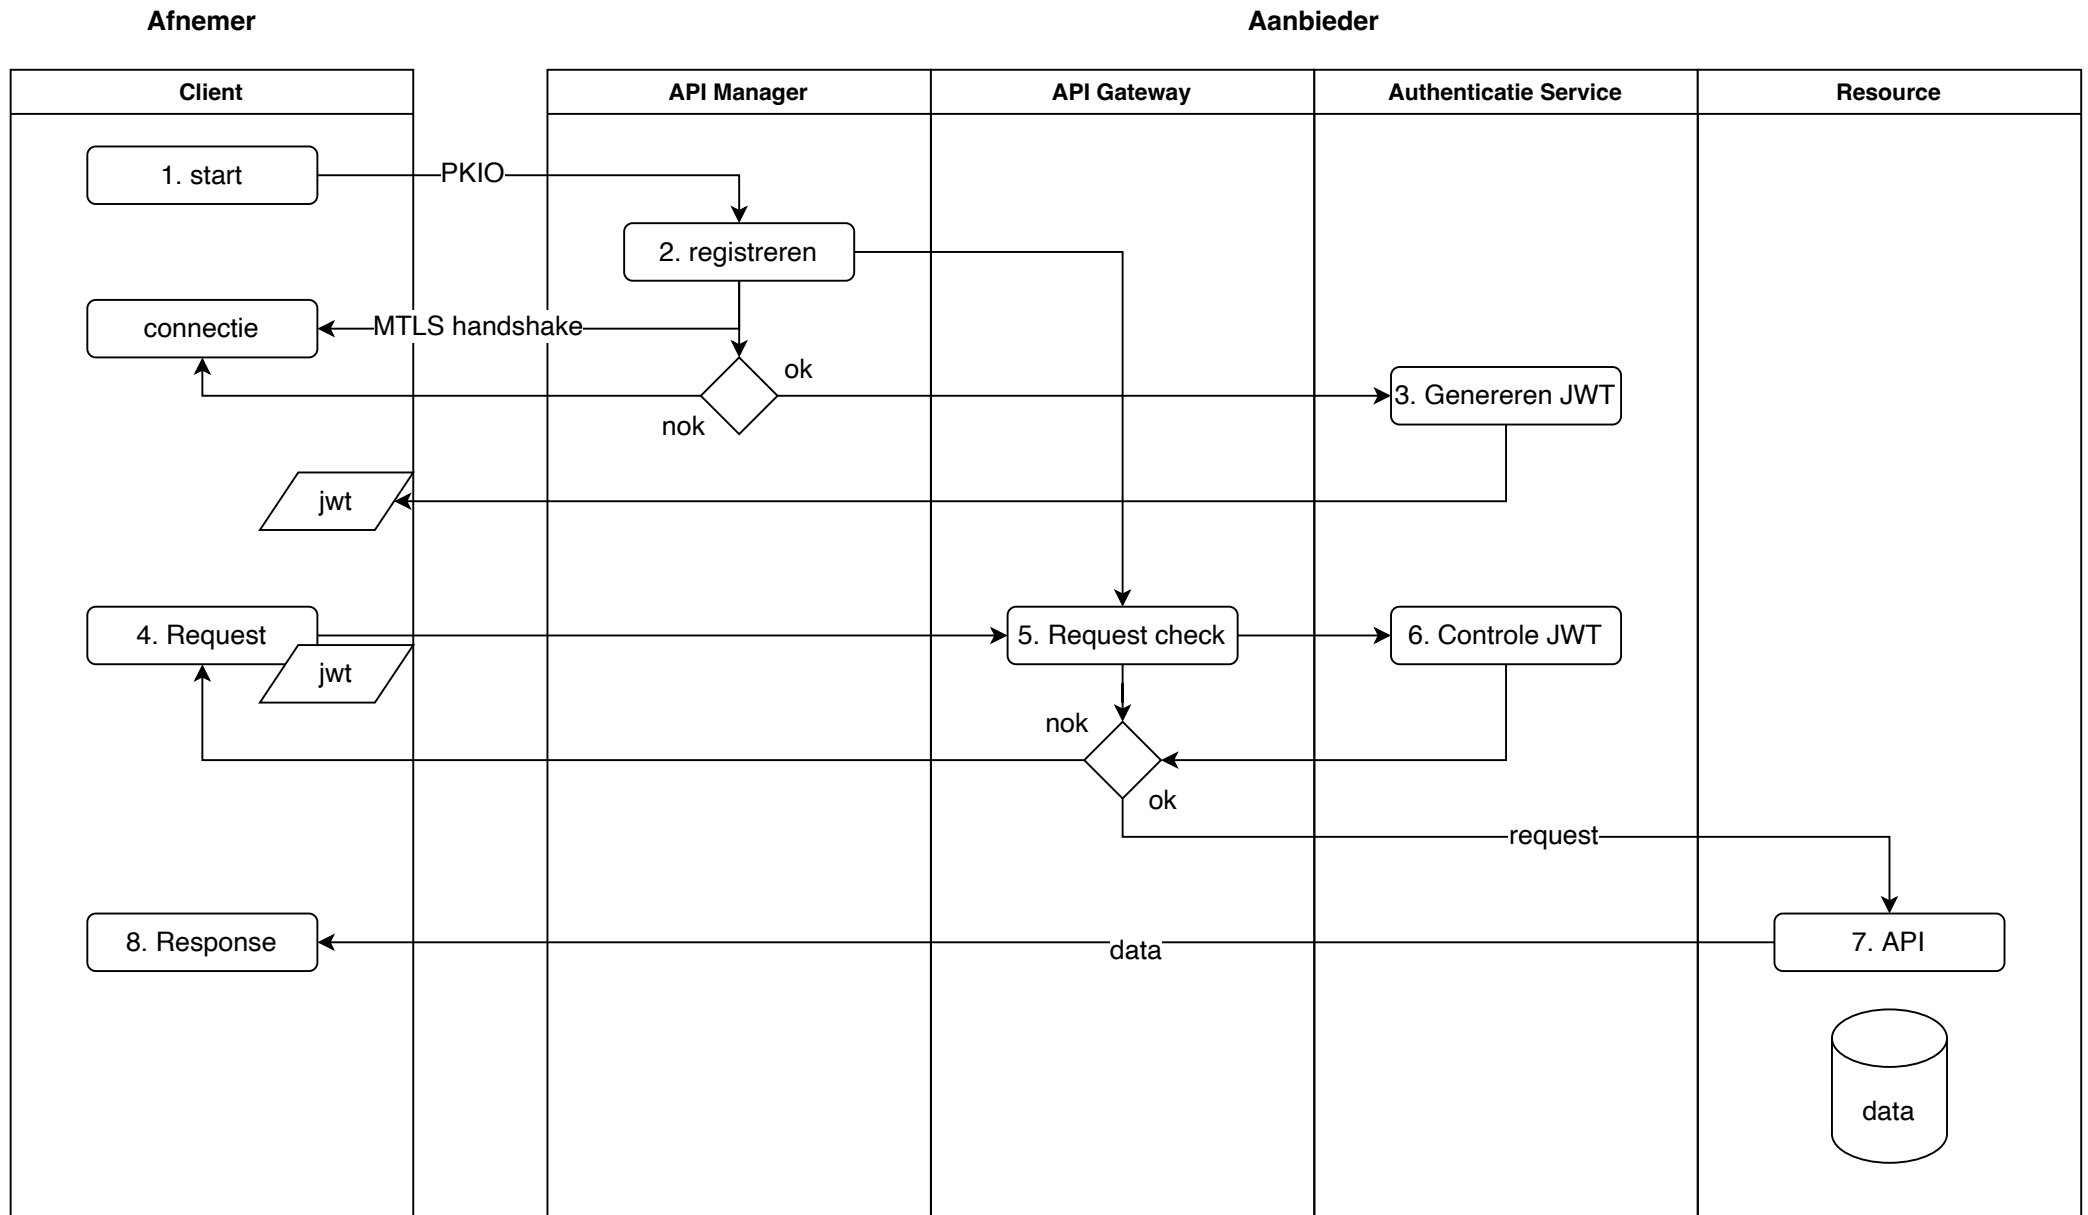 Afnemer
Aanbieder
Client
API Manager
API Gateway
Authenticatie Service
Resource
1. start
PKIO
2. registreren
connectie
MTLS handshake
ok
nok
3. Genereren JWT
jwt
4. Request
jwt
5. Request check
6. Controle JWT
nok
ok
request
8. Response
data
7. API
data